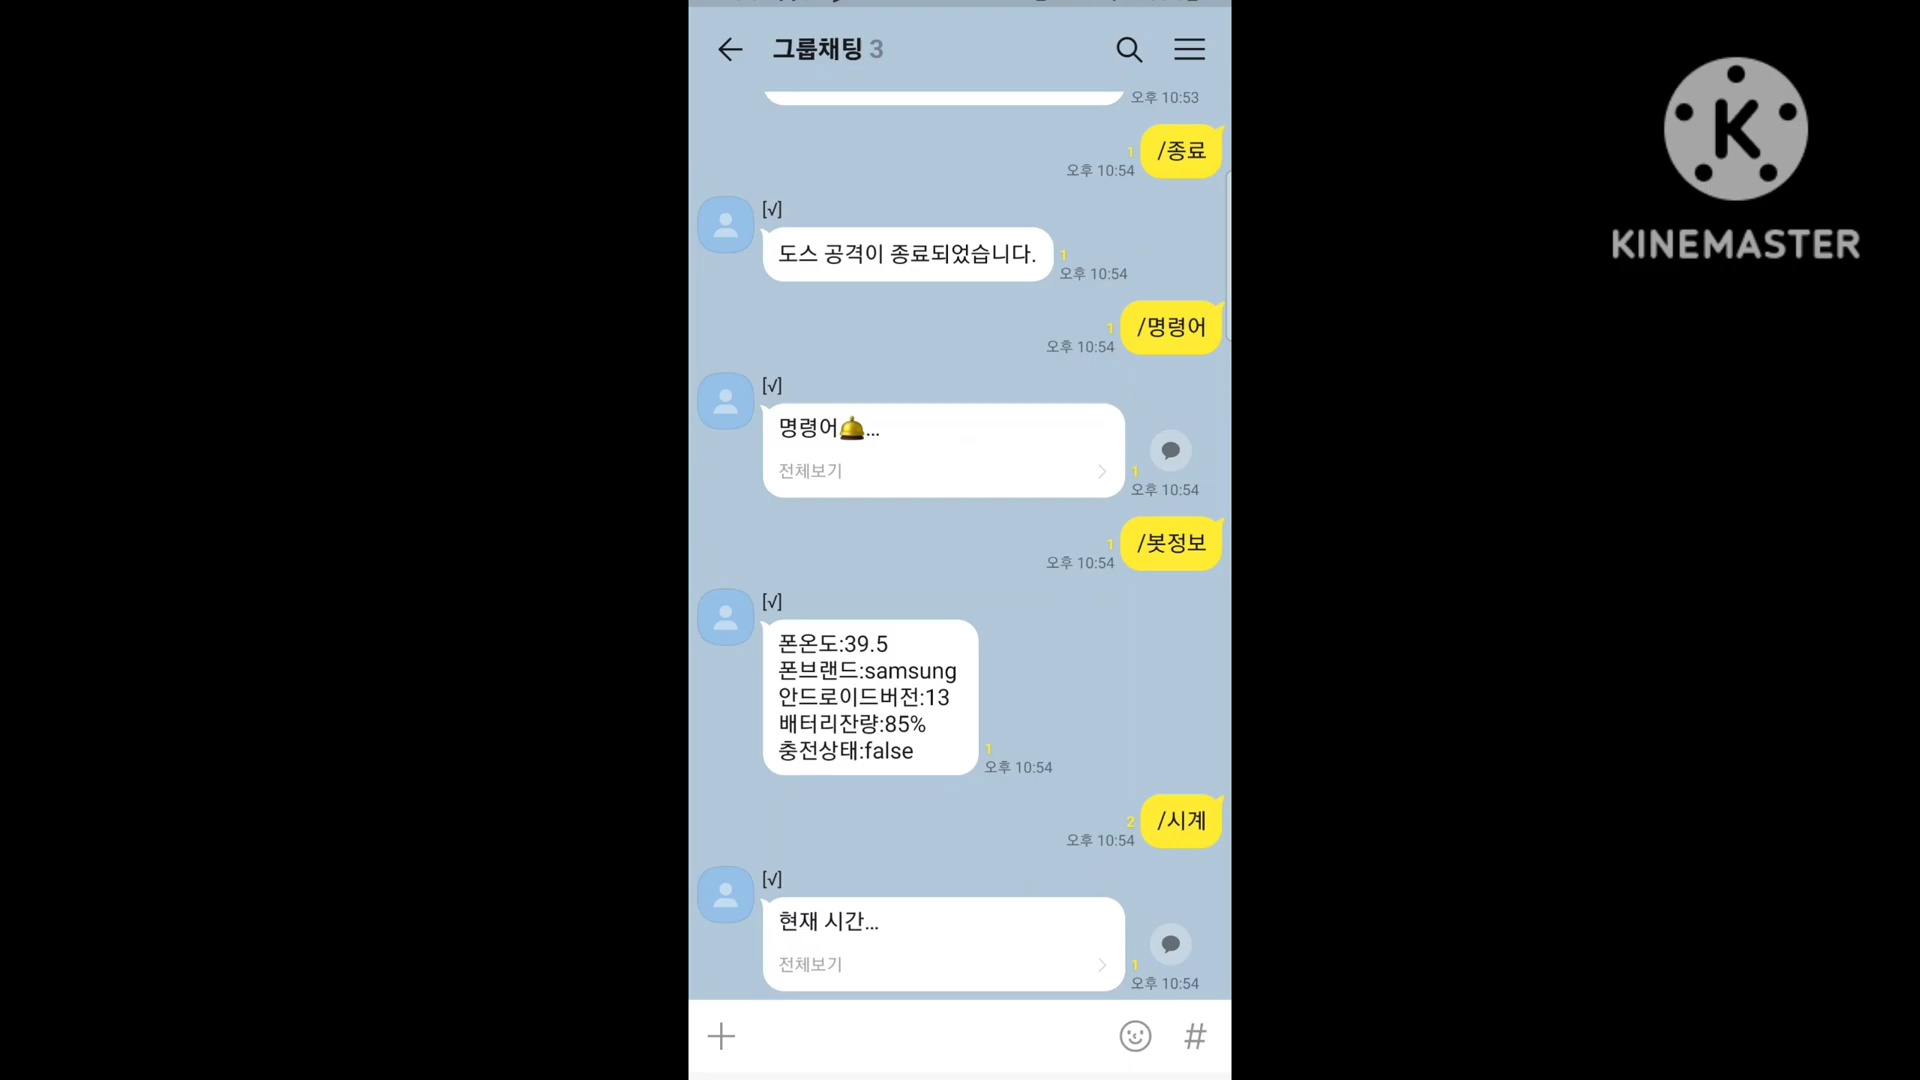 그룹채팅 3
오후 10:53
/종료
1
오후 10:54
[√]
도스 공격이 종료되었습니다.
1
오후 10:54
/명령어
1
오후 10:54
[√]
명령어🛎...
전체보기
1
오후 10:54
/봇정보
1
오후 10:54
[√]
폰온도:39.5
폰브랜드:samsung
안드로이드버전:13
배터리잔량:85%
충전상태:false
1
오후 10:54
/시계
2
오후 10:54
[√]
현재 시간...
전체보기
1
오후 10:54
#
K
KINEMASTER